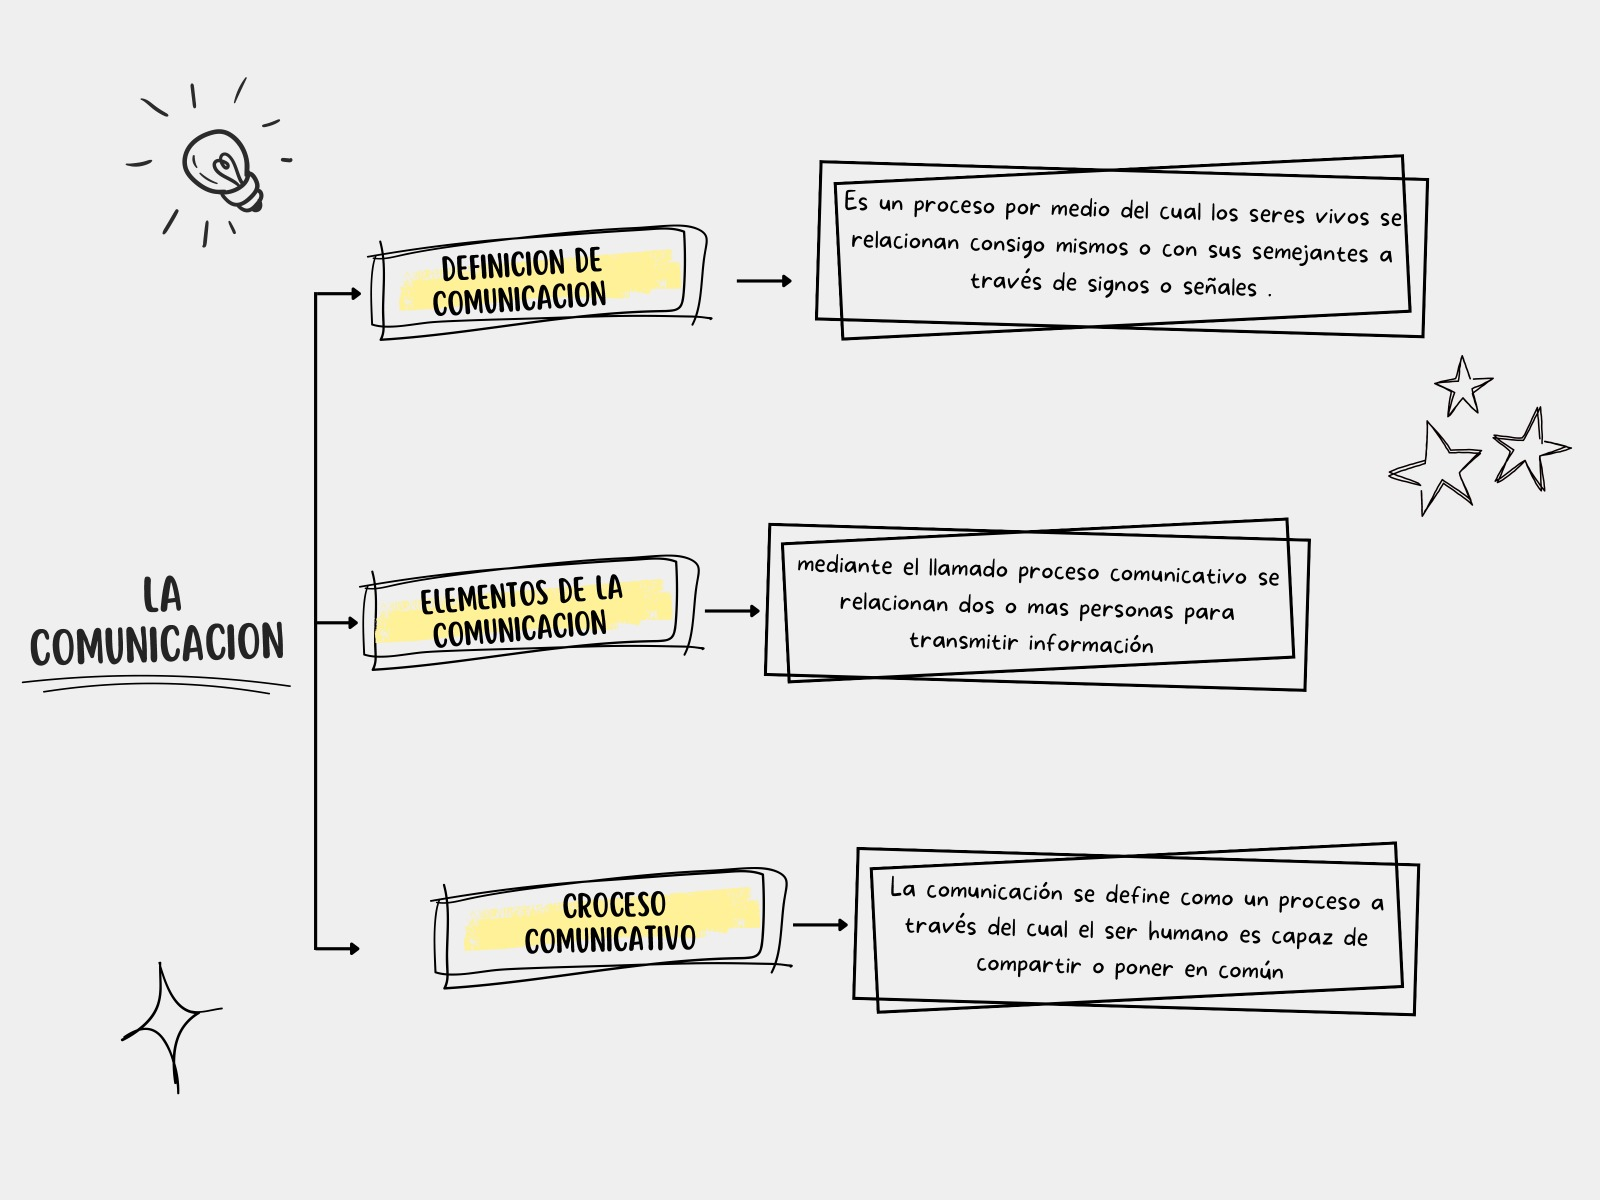 LA
COMUNICACION
DEFINICION DE
COMUNICACION
Es un proceso por medio del cual los seres vivos se
relacionan consigo mismos o con sus semejantes a
través de signos o señales .
ELEMENTOS DE LA
COMUNICACION
mediante el llamado proceso comunicativo se
relacionan dos o mas personas para
transmitir información
CROCESO
COMUNICATIVO
La comunicación se define como un proceso a
través del cual el ser humano es capaz de
compartir o poner en común